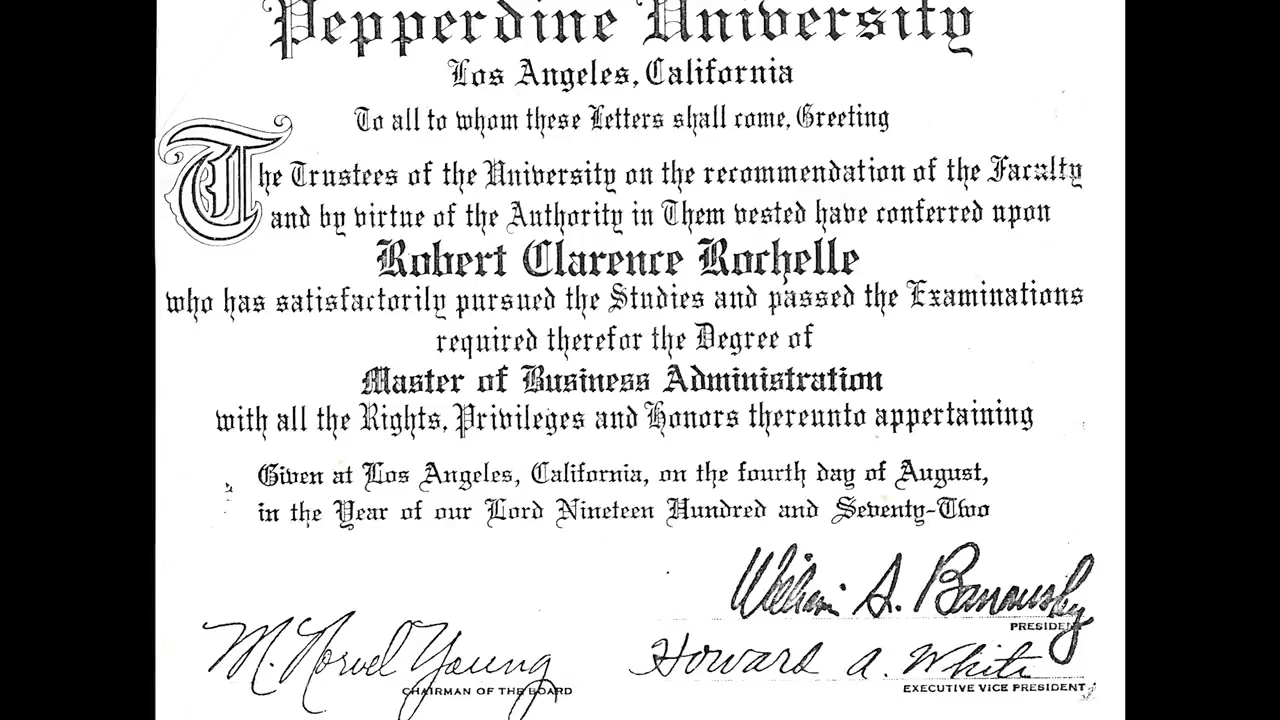 Pepperdine University
Los Angeles, California
To all to whom these Letters shall come, Greeting
The Trustees of the University on the recommendation of the Faculty
and by virtue of the Authority in Them vested have conferred upon
Robert Clarence Rochelle
who has satisfactorily pursued the Studies and passed the Examinations
required therefor the Degree of
Master of Business Administration
with all the Rights, Privileges and Honors thereunto appertaining
Given at Los Angeles, California, on the fourth day of August,
in the Year of our Lord Nineteen Hundred and Seventy-Two
William S. Banowsky
PRESIDENT
M. Norvel Young
CHAIRMAN OF THE BOARD
Howard A. White
EXECUTIVE VICE PRESIDENT